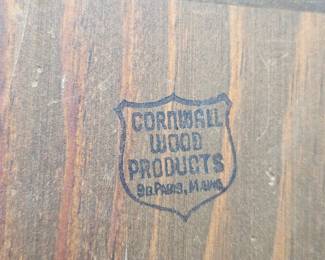 CORNWALL
WOOD
PRODUCTS
So. PARIS, MAINE